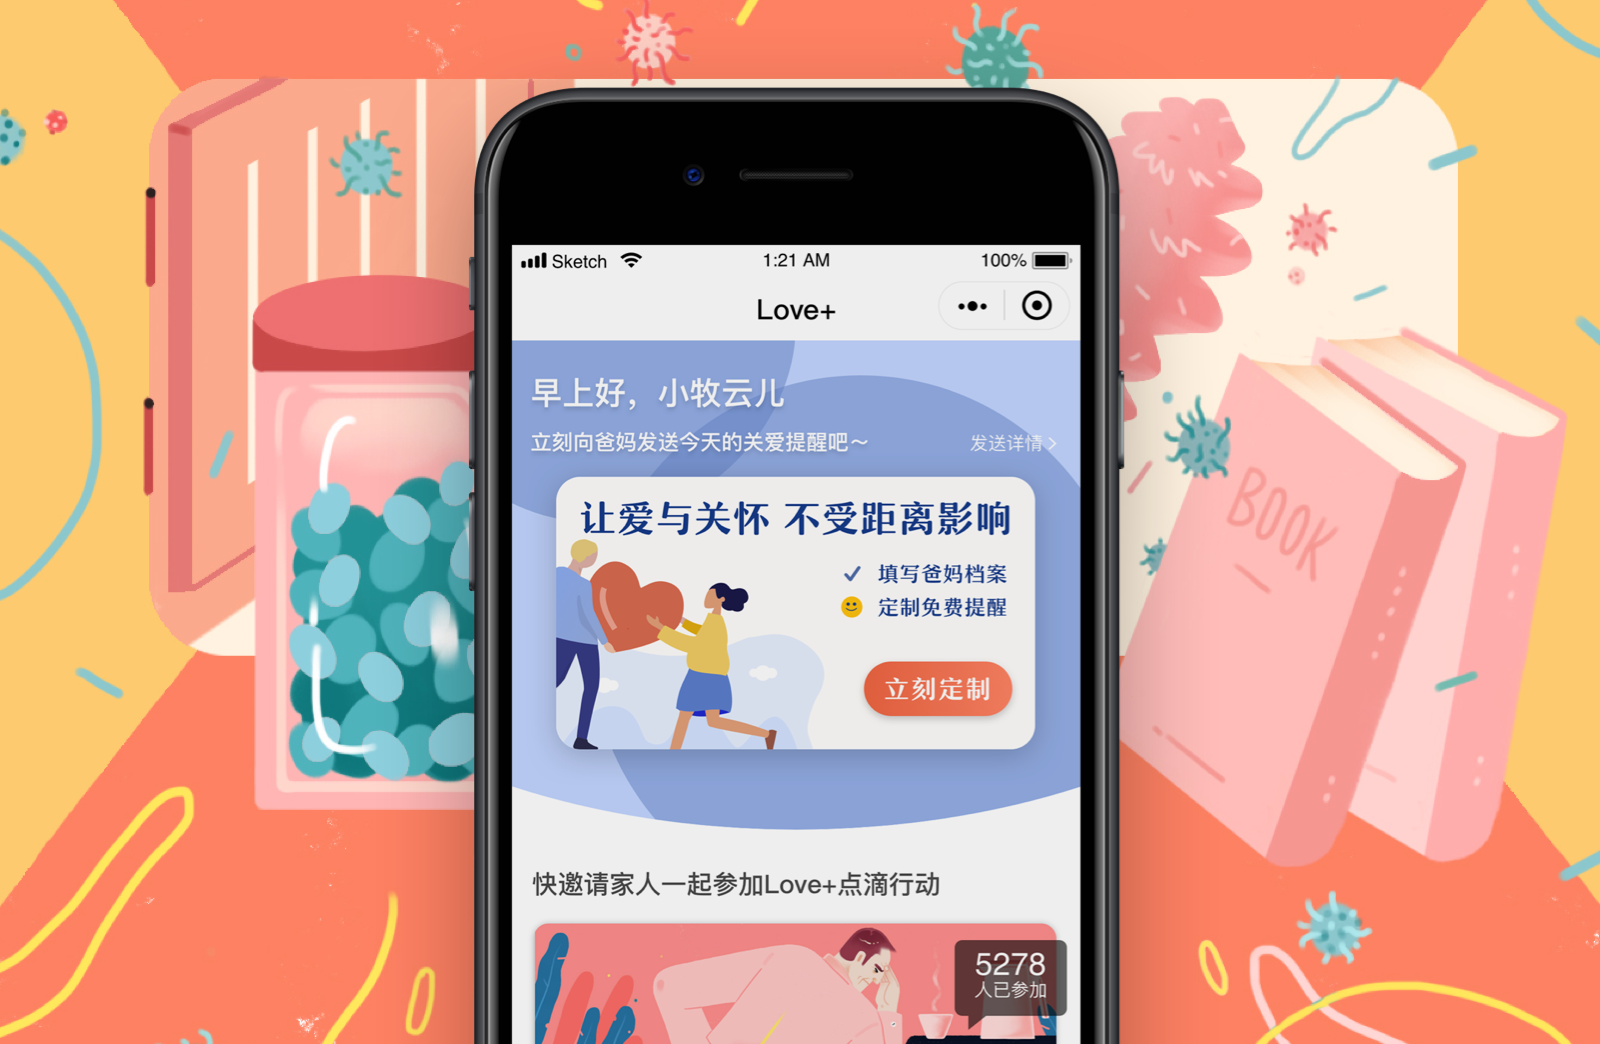 Sketch 1:21 AM 100%
Love+
早上好，小牧云儿
立刻向爸妈发送今天的关爱提醒吧～ 发送详情
让爱与关怀 不受距离影响
填写爸妈档案
定制免费提醒
立刻定制
BOOK
快邀请家人一起参加Love+点滴行动
5278
人已参加